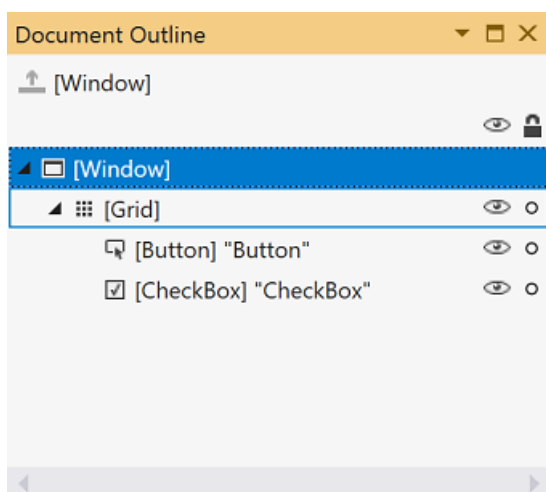 Document Outline
[Window]
[Window]
[Grid]
[Button] "Button"
[CheckBox] "CheckBox"